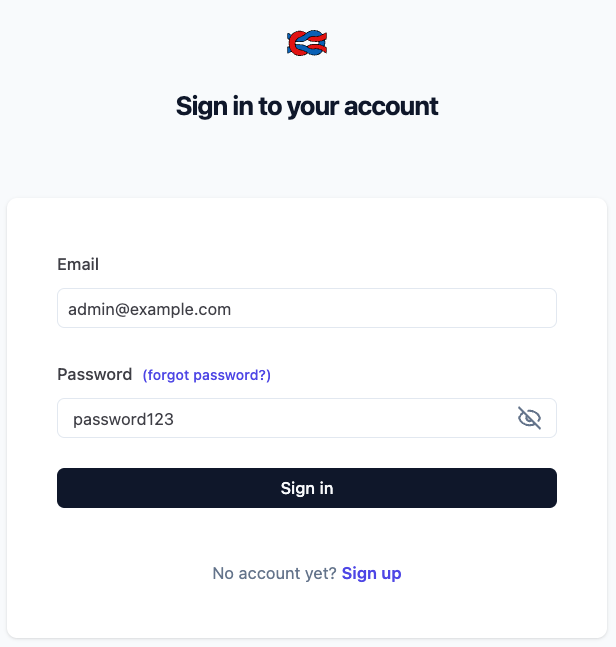 Sign in to your account
Email
admin@example.com
Password (forgot password?)
password123
Sign in
No account yet? Sign up